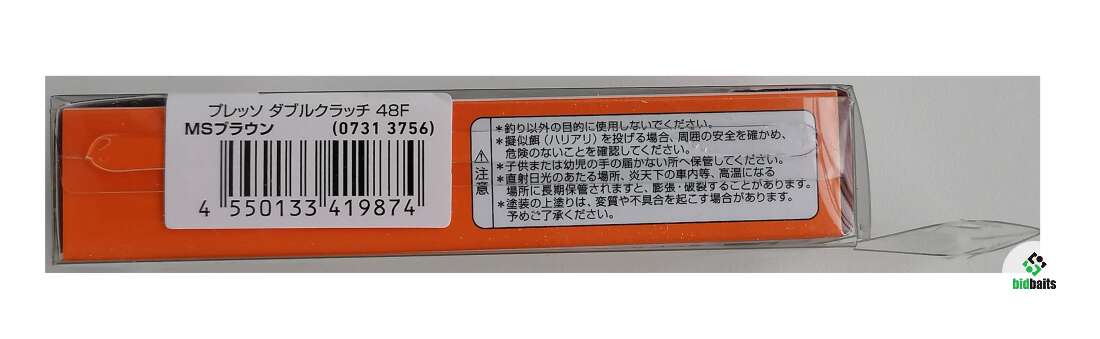 プレッソ ダブルクラッチ 48F
MSブラウン (0731 3756)
4 550133 419874
⚠注意
*釣り以外の目的に使用しないでください。
*擬似餌(ハリアリ)を投げる場合、周囲の安全を確かめ、
危険のないことを確認してください。
*子供または幼児の手の届かない所へ保管してください。
*直射日光のあたる場所、炎天下の車内等、高温になる
場所に長期保管されますと、膨張・破裂することがあります。
*塗装の上塗りは、変質や不具合を起こす場合があります。
予めご了承ください。
bidbaits